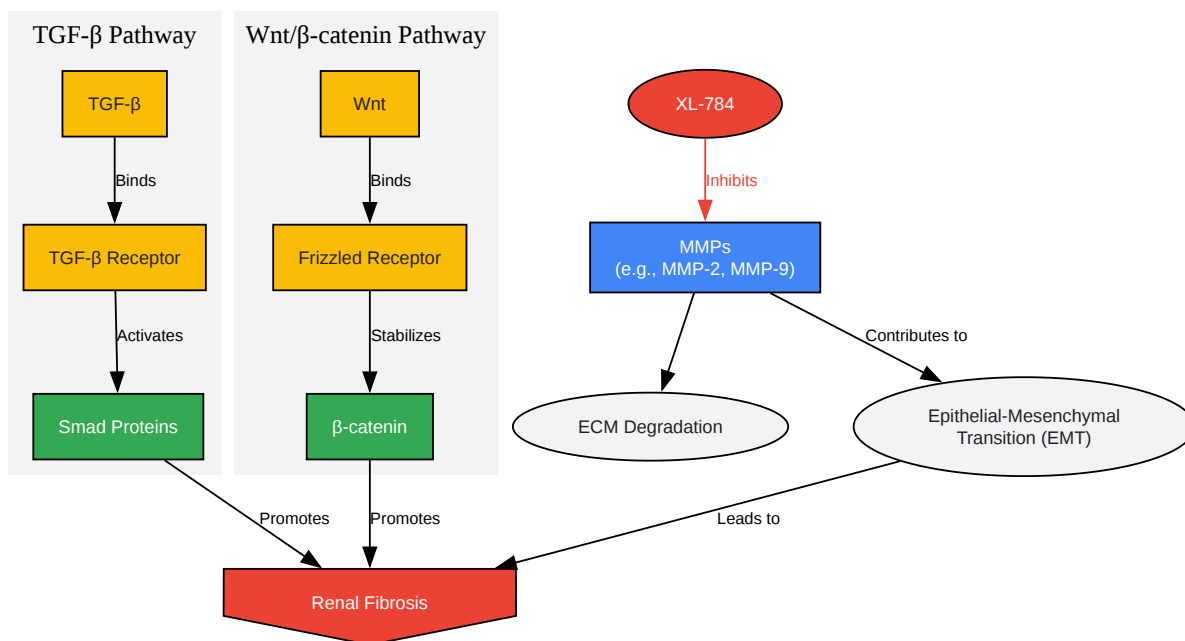 TGF-β Pathway
Wnt/β-catenin Pathway
TGF-β
Wnt
XL-784
Binds
Binds
Inhibits
TGF-β Receptor
Frizzled Receptor
MMPs
(e.g., MMP-2, MMP-9)
Activates
Stabilizes
Contributes to
Smad Proteins
β-catenin
ECM Degradation
Epithelial-Mesenchymal
Transition (EMT)
Promotes
Promotes
Leads to
Renal Fibrosis